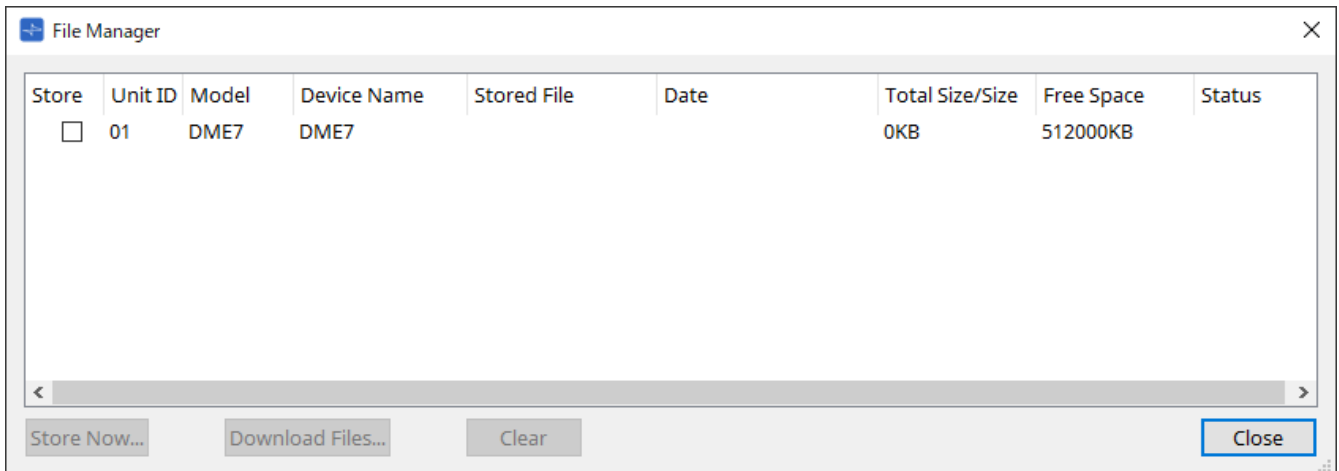 File Manager
Store Unit ID Model Device Name Stored File Date Total Size/Size Free Space Status
01 DME7 DME7 0KB 512000KB
Store Now... Download Files... Clear Close